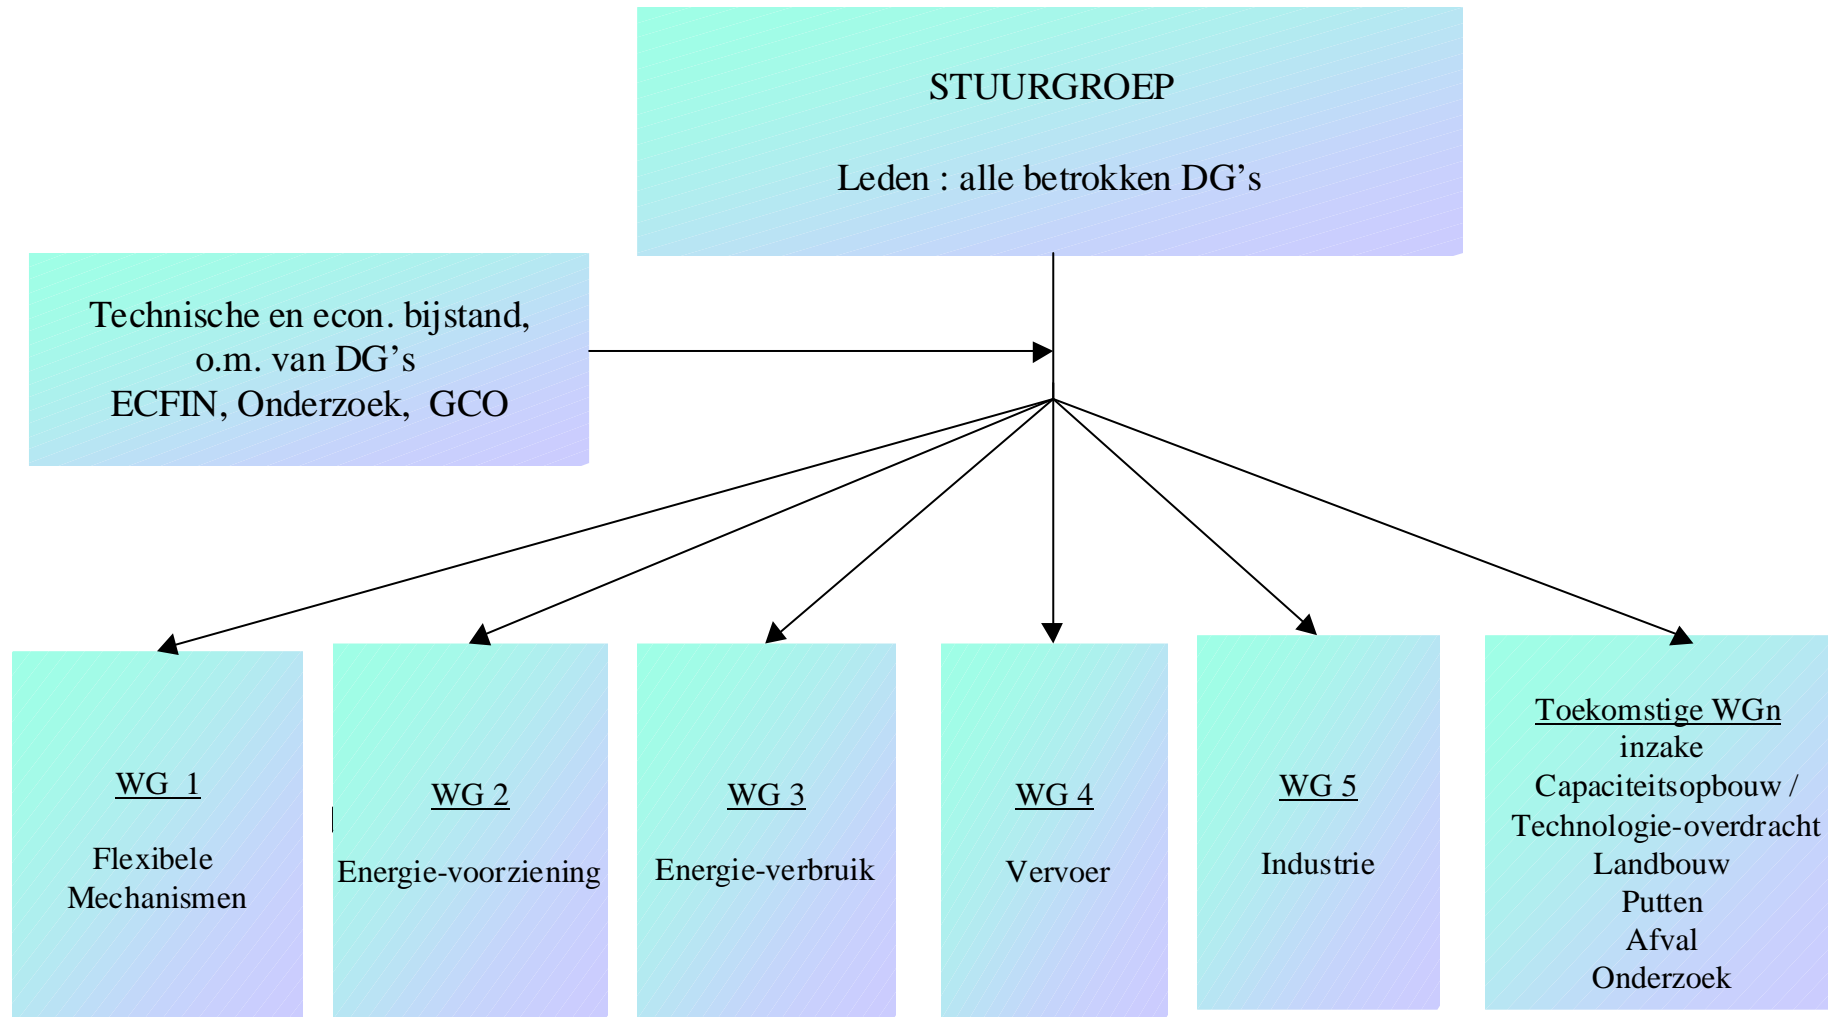 STUURGROEP
Leden : alle betrokken DG’s
Technische en econ. bijstand,
o.m. van DG’s
ECFIN, Onderzoek, GCO
WG 1
Flexibele
Mechanismen
WG 2
Energie-voorziening
WG 3
Energie-verbruik
WG 4
Vervoer
WG 5
Industrie
Toekomstige WGn
inzake
Capaciteitsopbouw /
Technologie-overdracht
Landbouw
Putten
Afval
Onderzoek